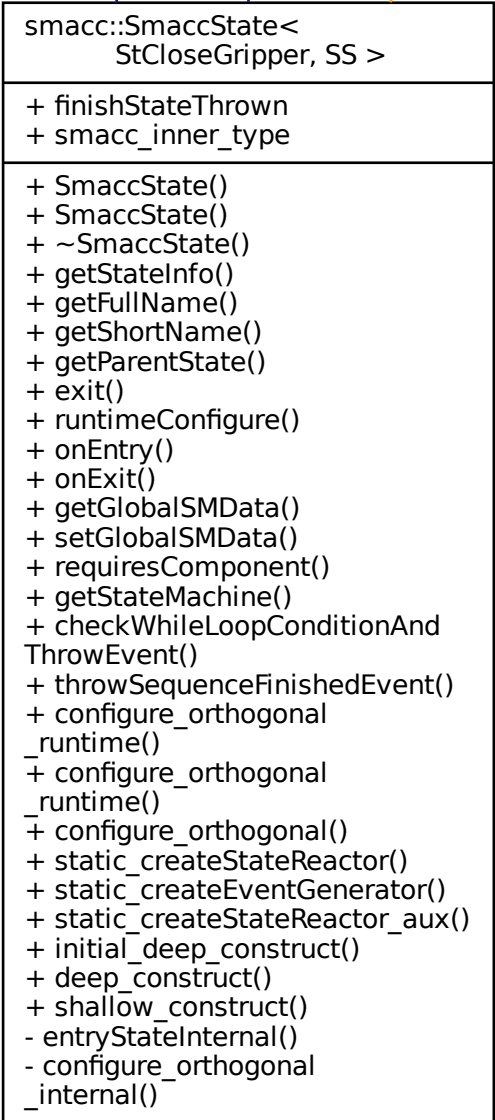 smacc::SmaccState<
StCloseGripper, SS >
+ finishStateThrown
+ smacc_inner_type
+ SmaccState()
+ SmaccState()
+ ~SmaccState()
+ getStateInfo()
+ getFullName()
+ getShortName()
+ getParentState()
+ exit()
+ runtimeConfigure()
+ onEntry()
+ onExit()
+ getGlobalSMData()
+ setGlobalSMData()
+ requiresComponent()
+ getStateMachine()
+ checkWhileLoopConditionAnd
ThrowEvent()
+ throwSequenceFinishedEvent()
+ configure_orthogonal
_runtime()
+ configure_orthogonal
_runtime()
+ configure_orthogonal()
+ static_createStateReactor()
+ static_createEventGenerator()
+ static_createStateReactor_aux()
+ initial_deep_construct()
+ deep_construct()
+ shallow_construct()
- entryStateInternal()
- configure_orthogonal
_internal()